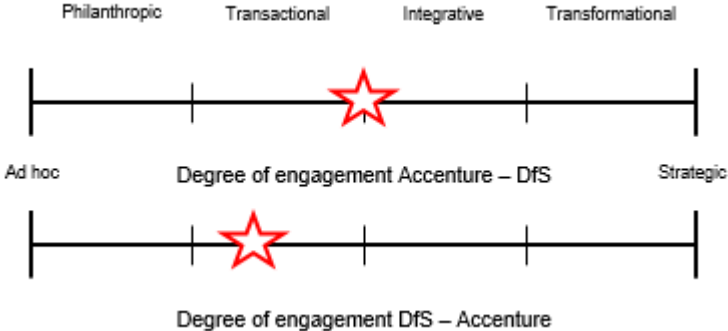 Philanthropic Transactional Integrative Transformational
Ad hoc Degree of engagement Accenture – DfS Strategic
Degree of engagement DfS – Accenture